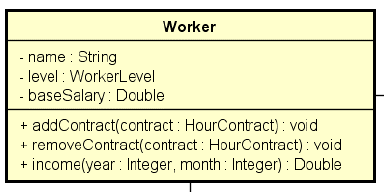 Worker
- name : String
- level : WorkerLevel
- baseSalary : Double
+ addContract(contract : HourContract) : void
+ removeContract(contract : HourContract) : void
+ income(year : Integer, month : Integer) : Double